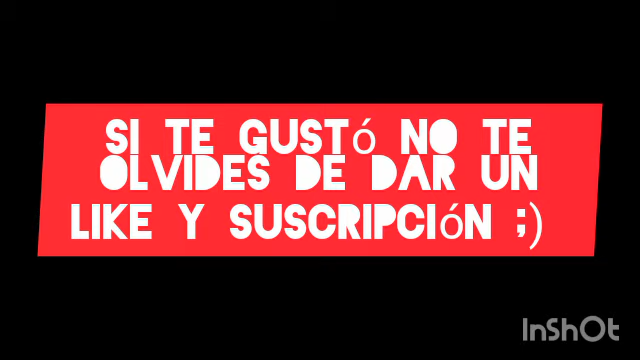 SI TE GUSTó NO TE
OLVIDES DE DAR UN
LIKE Y SUSCRIPCIóN ;)
InShOt